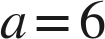 a = 6